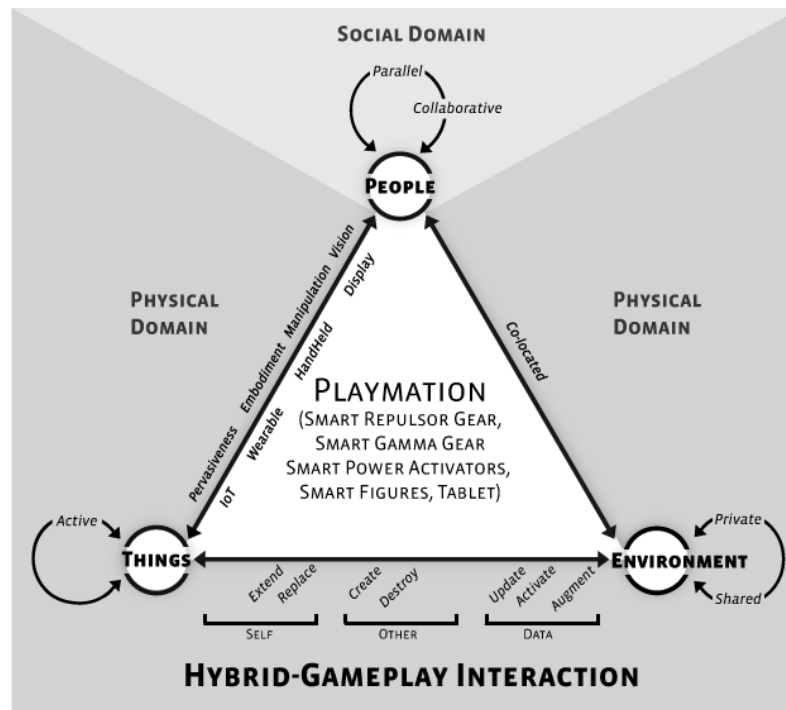 SOCIAL DOMAIN
Parallel
Collaborative
PEOPLE
PHYSICAL
DOMAIN
PHYSICAL
DOMAIN
Pervasiveness Embodiment Manipulation Vision
IoT Wearable HandHeld Display
Co-located
PLAYMATION
(SMART REPULSOR GEAR,
SMART GAMMA GEAR
SMART POWER ACTIVATORS,
SMART FIGURES, TABLET)
Active
THINGS
Private
ENVIRONMENT
Shared
Extend
Replace
Create
Destroy
Update
Activate
Augment
SELF
OTHER
DATA
HYBRID-GAMEPLAY INTERACTION